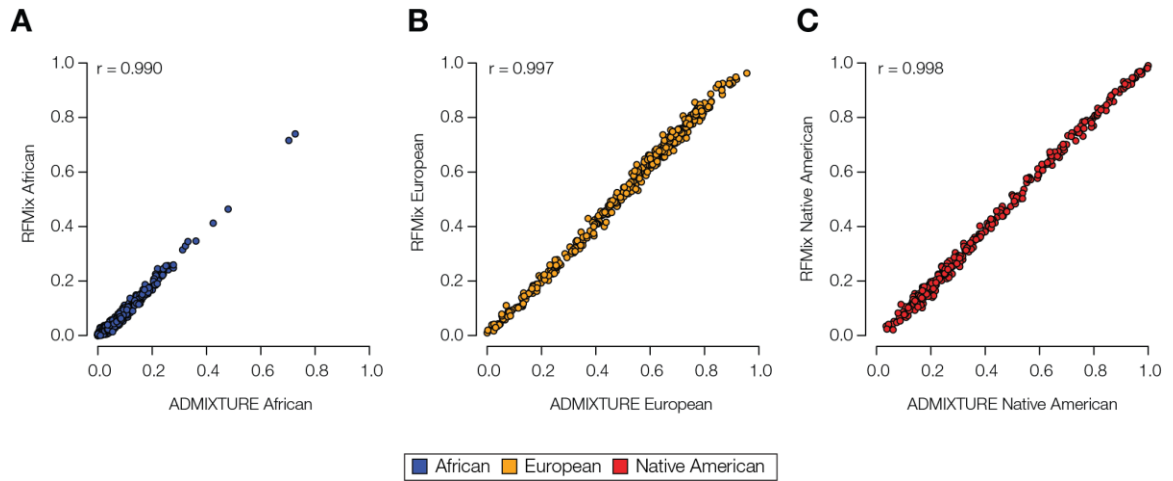 A
r = 0.990
RFMix African
1.0
0.8
0.6
0.4
0.2
0.0
0.0 0.2 0.4 0.6 0.8 1.0
ADMIXTURE African
B
r = 0.997
RFMix European
1.0
0.8
0.6
0.4
0.2
0.0
0.0 0.2 0.4 0.6 0.8 1.0
ADMIXTURE European
C
r = 0.998
RFMix Native American
1.0
0.8
0.6
0.4
0.2
0.0
0.0 0.2 0.4 0.6 0.8 1.0
ADMIXTURE Native American
African European Native American